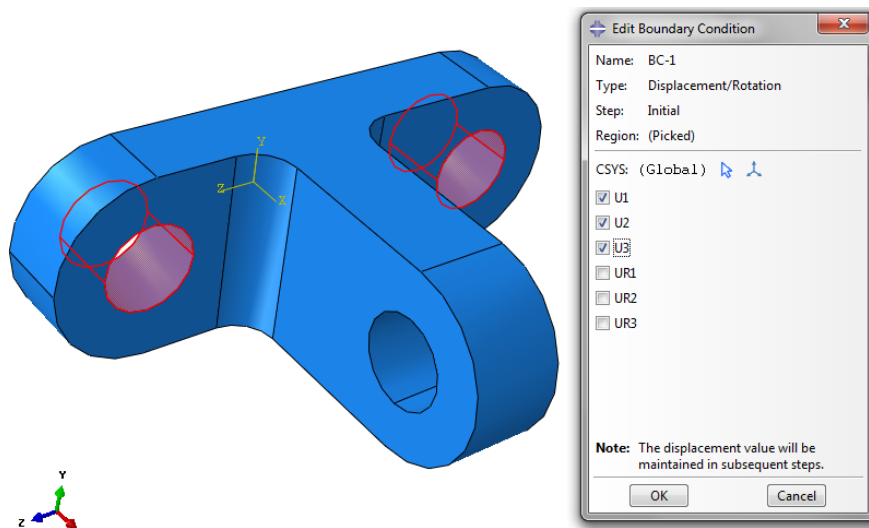 Edit Boundary Condition
Name: BC-1
Type: Displacement/Rotation
Step: Initial
Region: (Picked)
CSYS: (Global)
U1
U2
U3
UR1
UR2
UR3
Note: The displacement value will be
maintained in subsequent steps.
OK Cancel
Y
Z
X
Y
Z